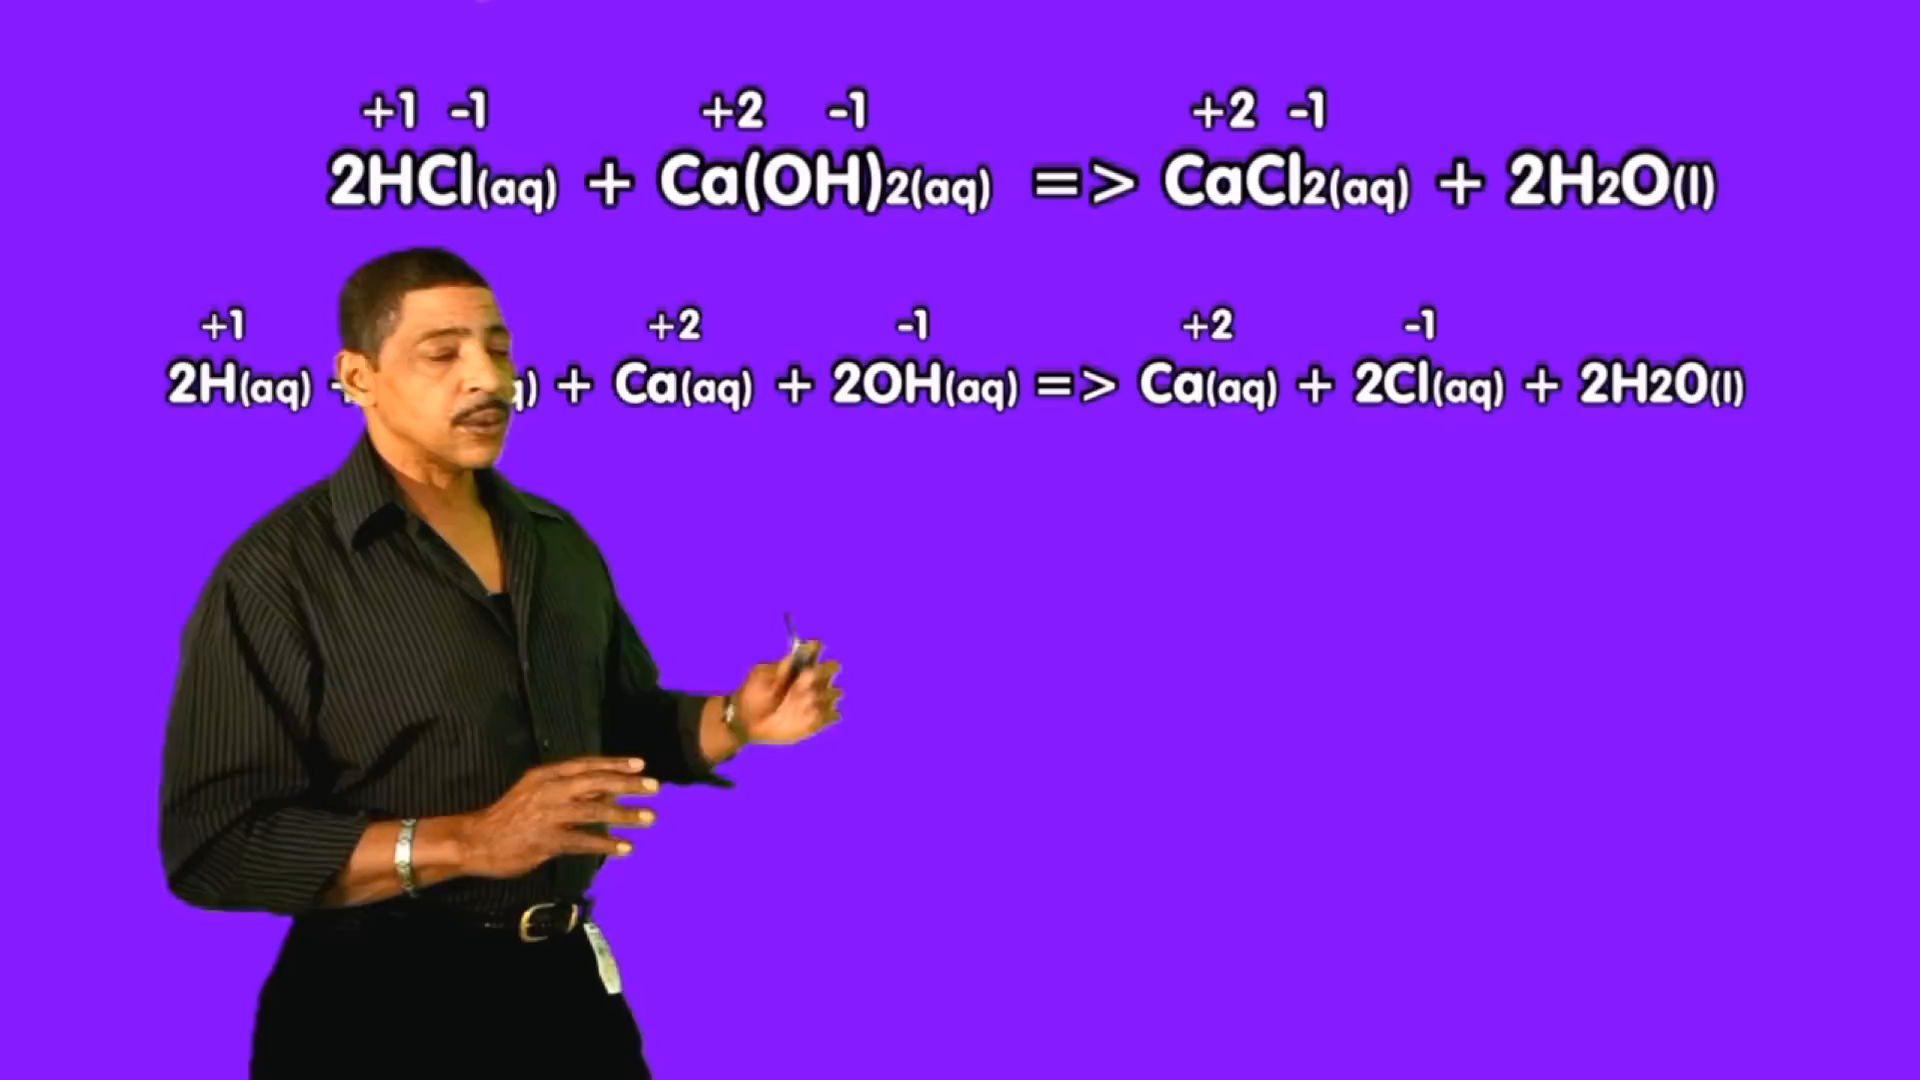 +1 -1 +2 -1 +2 -1
2HCl(aq) + Ca(OH)2(aq) => CaCl2(aq) + 2H2O(l)
+1 +2 -1 +2 -1
2H(aq) + Ca(aq) + 2OH(aq) => Ca(aq) + 2Cl(aq) + 2H2O(l)